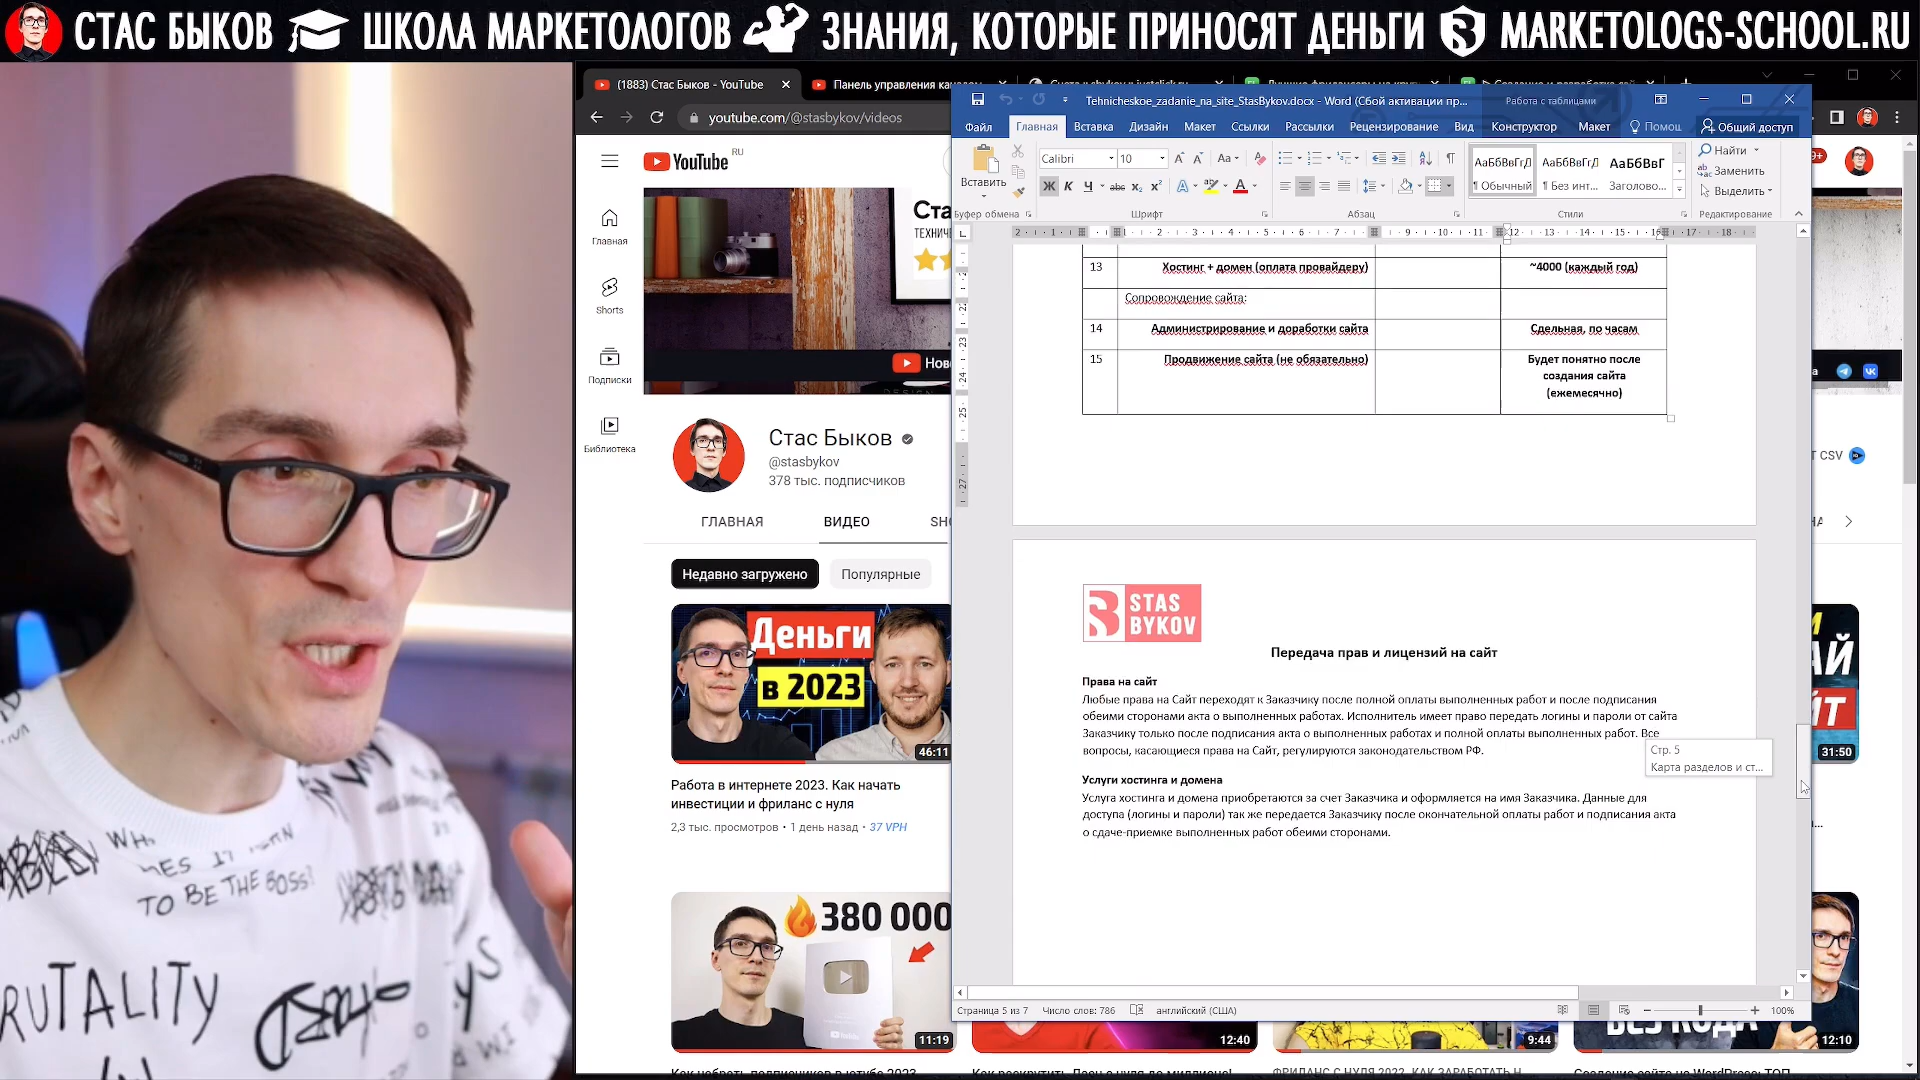 СТАС БЫКОВ ШКОЛА МАРКЕТОЛОГОВ ЗНАНИЯ, КОТОРЫЕ ПРИНОСЯТ ДЕНЬГИ MARKETOLOGS-SCHOOL.RU
(1883) Стас Быков - YouTube
Панель управления кан
youtube.com/@stasbykov/videos
YouTube RU
Главная
Shorts
Подписки
Библиотека
Ста
ТЕХНИЧЕ
Нов
Стас Быков
@stasbykov
378 тыс. подписчиков
ГЛАВНАЯ
ВИДЕО
SH
Недавно загружено
Популярные
Деньги
в 2023
46:11
Работа в интернете 2023. Как начать
инвестиции и фриланс с нуля
2,3 тыс. просмотров • 1 день назад • 37 VPH
380 000
11:19
12:40
9:44
12:10
31:50
БЕЗ КОДА
Tehnicheskoe_zadanie_na_site_StasBykov.docx - Word (Сбой активации пр...
Работа с таблицами
Файл Главная Вставка Дизайн Макет Ссылки Рассылки Рецензирование Вид Конструктор Макет Помощ Общий доступ
Calibri 10
Вставить
Буфер обмена
Шрифт
Абзац
АаБбВвГгД АаБбВвГгД АаБбВвГ
¶ Обычный ¶ Без инт... Заголово...
Стили
Найти
Заменить
Выделить
Редактирование
13 Хостинг + домен (оплата провайдеру) ~4000 (каждый год)
Сопровождение сайта:
14 Администрирование и доработки сайта Сдельная, по часам
15 Продвижение сайта (не обязательно) Будет понятно после
создания сайта
(ежемесячно)
STAS
BYKOV
Передача прав и лицензий на сайт
Права на сайт
Любые права на Сайт переходят к Заказчику после полной оплаты выполненных работ и после подписания
обеими сторонами акта о выполненных работах. Исполнитель имеет право передать логины и пароли от сайта
Заказчику только после подписания акта о выполненных работах и полной оплаты выполненных работ. Все
вопросы, касающиеся права на Сайт, регулируются законодательством РФ.
Стр. 5
Карта разделов и ст...
Услуги хостинга и домена
Услуга хостинга и домена приобретаются за счет Заказчика и оформляется на имя Заказчика. Данные для
доступа (логины и пароли) так же передается Заказчику после окончательной оплаты работ и подписания акта
о сдаче-приемке выполненных работ обеими сторонами.
Страница 5 из 7 Число слов: 786 английский (США)
100%
CSV
TO BE THE BOSS?